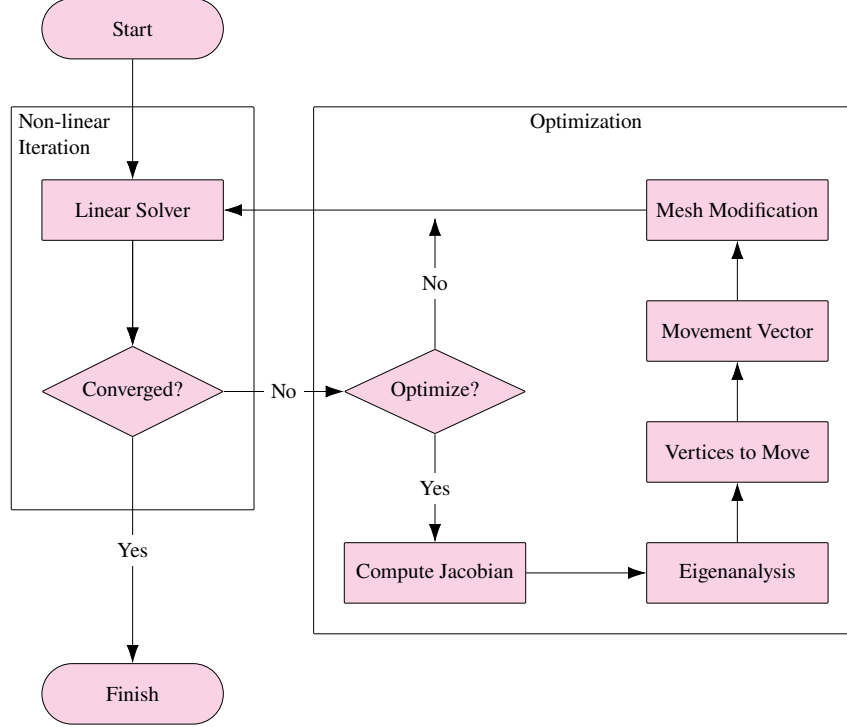 Start
Non-linear
Iteration
Optimization
Linear Solver
Mesh Modification
No
Movement Vector
Converged?
No
Optimize?
Vertices to Move
Yes
Yes
Compute Jacobian
Eigenanalysis
Finish